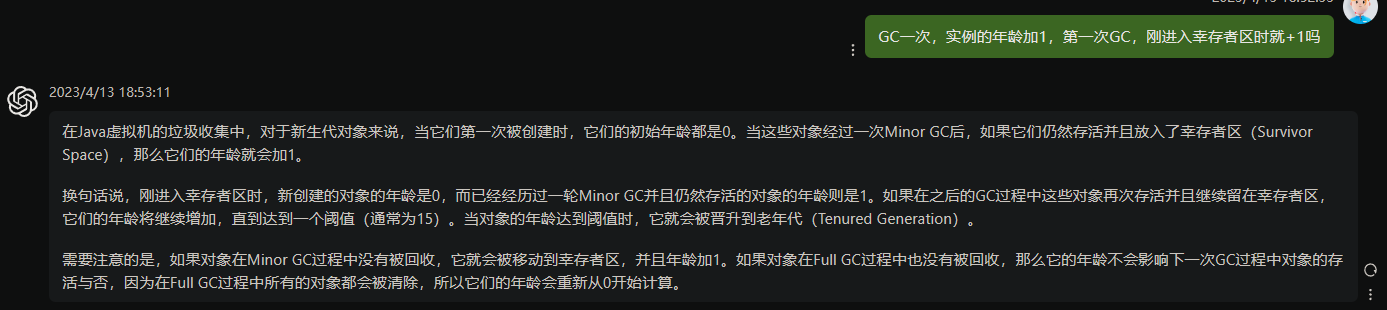 GC一次，实例的年龄加1，第一次GC，刚进入幸存者区时就+1吗
2023/4/13 18:53:11
在Java虚拟机的垃圾收集中，对于新生代对象来说，当它们第一次被创建时，它们的初始年龄都是0。当这些对象经过一次Minor GC后，如果它们仍然存活并且放入了幸存者区（Survivor
Space），那么它们的年龄就会加1。
换句话说，刚进入幸存者区时，新创建的对象的年龄是0，而已经经历过一轮Minor GC并且仍然存活的对象的年龄则是1。如果在之后的GC过程中这些对象再次存活并且继续留在幸存者区，
它们的年龄将继续增加，直到达到一个阈值（通常为15）。当对象的年龄达到阈值时，它就会被晋升到老年代（Tenured Generation）。
需要注意的是，如果对象在Minor GC过程中没有被回收，它就会被移动到幸存者区，并且年龄加1。如果对象在Full GC过程中也没有被回收，那么它的年龄不会影响下一次GC过程中对象的存
活与否，因为在Full GC过程中所有的对象都会被清除，所以它们的年龄会重新从0开始计算。